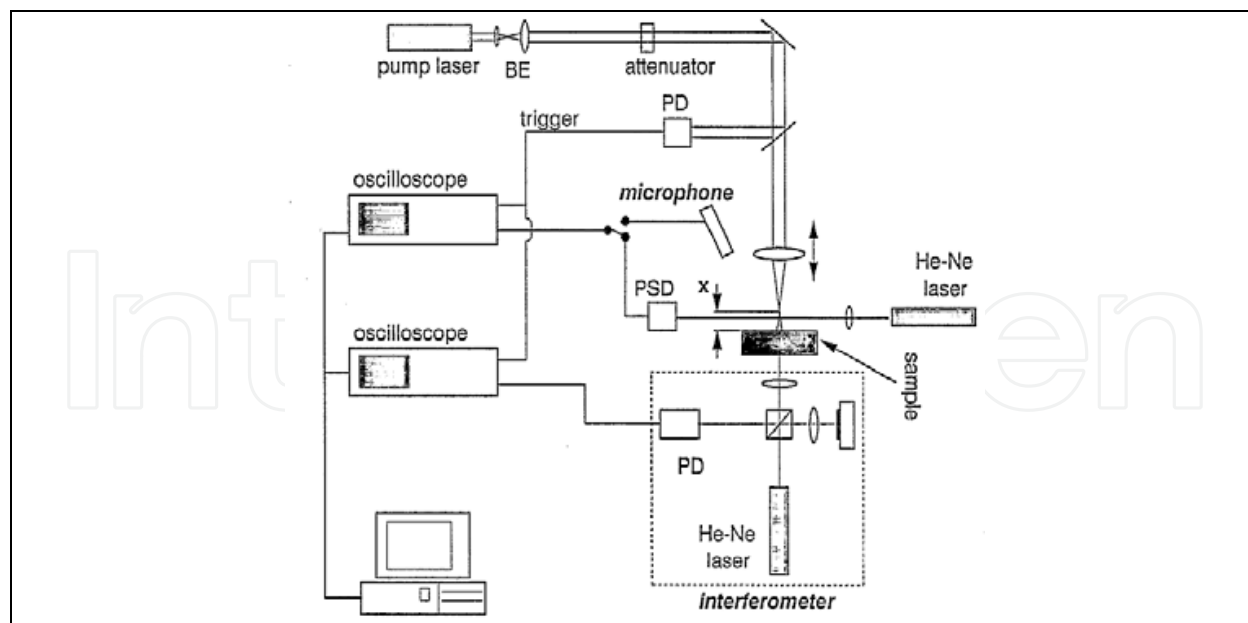 pump laser
BE
attenuator
PD
trigger
oscilloscope
microphone
He-Ne
laser
x
PSD
oscilloscope
sample
PD
He-Ne
laser
interferometer